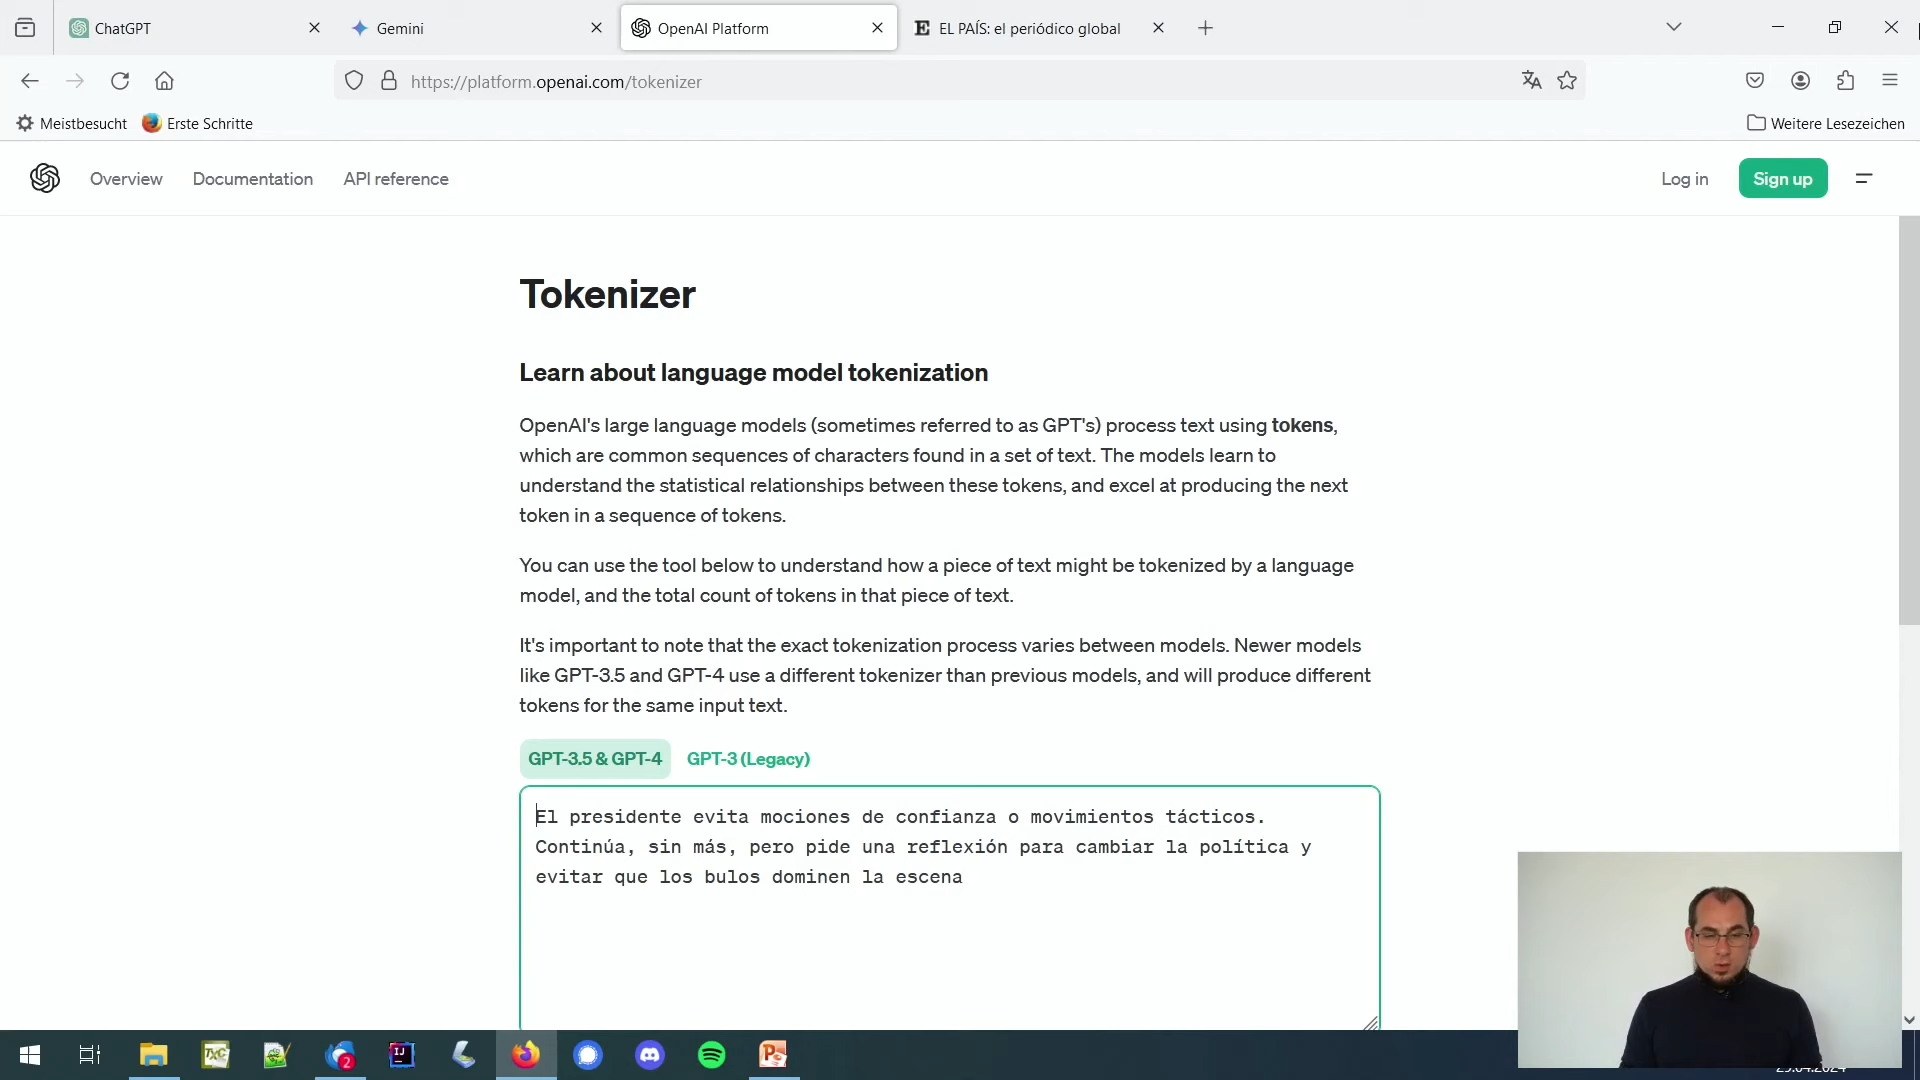 ChatGPT
Gemini
OpenAI Platform
EL PAÍS: el periódico global
https://platform.openai.com/tokenizer
Meistbesucht
Erste Schritte
Weitere Lesezeichen
Overview
Documentation
API reference
Log in
Sign up
Tokenizer
Learn about language model tokenization
OpenAI's large language models (sometimes referred to as GPT's) process text using tokens,
which are common sequences of characters found in a set of text. The models learn to
understand the statistical relationships between these tokens, and excel at producing the next
token in a sequence of tokens.
You can use the tool below to understand how a piece of text might be tokenized by a language
model, and the total count of tokens in that piece of text.
It's important to note that the exact tokenization process varies between models. Newer models
like GPT-3.5 and GPT-4 use a different tokenizer than previous models, and will produce different
tokens for the same input text.
GPT-3.5 & GPT-4
GPT-3 (Legacy)
El presidente evita mociones de confianza o movimientos tácticos.
Continúa, sin más, pero pide una reflexión para cambiar la política y
evitar que los bulos dominen la escena
2